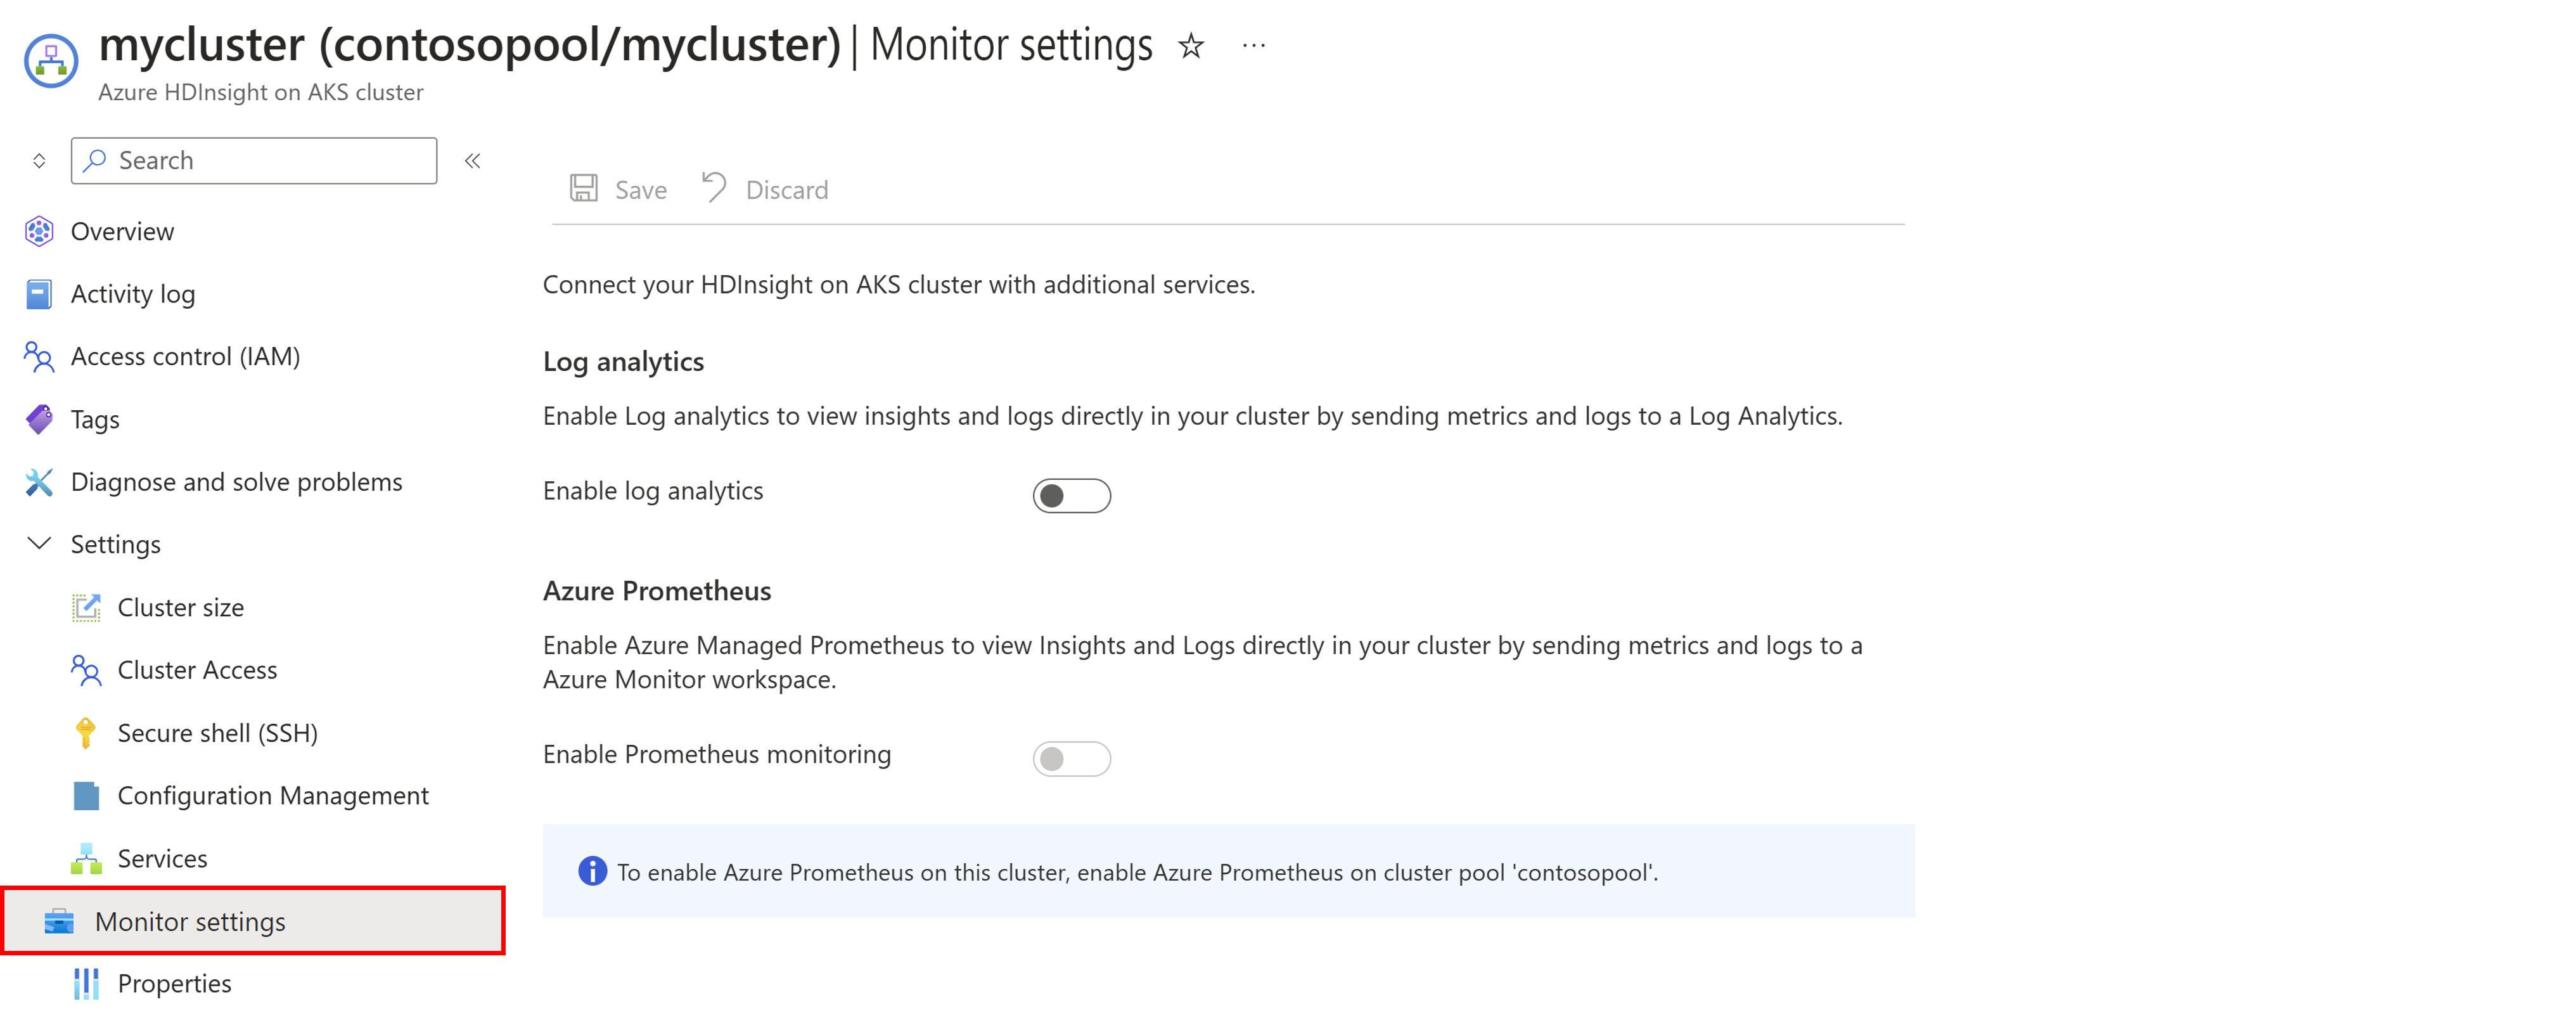 mycluster (contosopool/mycluster) | Monitor settings
Azure HDInsight on AKS cluster
Search
Overview
Activity log
Access control (IAM)
Tags
Diagnose and solve problems
Settings
Cluster size
Cluster Access
Secure shell (SSH)
Configuration Management
Services
Monitor settings
Properties
Save Discard
Connect your HDInsight on AKS cluster with additional services.
Log analytics
Enable Log analytics to view insights and logs directly in your cluster by sending metrics and logs to a Log Analytics.
Enable log analytics
Azure Prometheus
Enable Azure Managed Prometheus to view Insights and Logs directly in your cluster by sending metrics and logs to a
Azure Monitor workspace.
Enable Prometheus monitoring
To enable Azure Prometheus on this cluster, enable Azure Prometheus on cluster pool 'contosopool'.